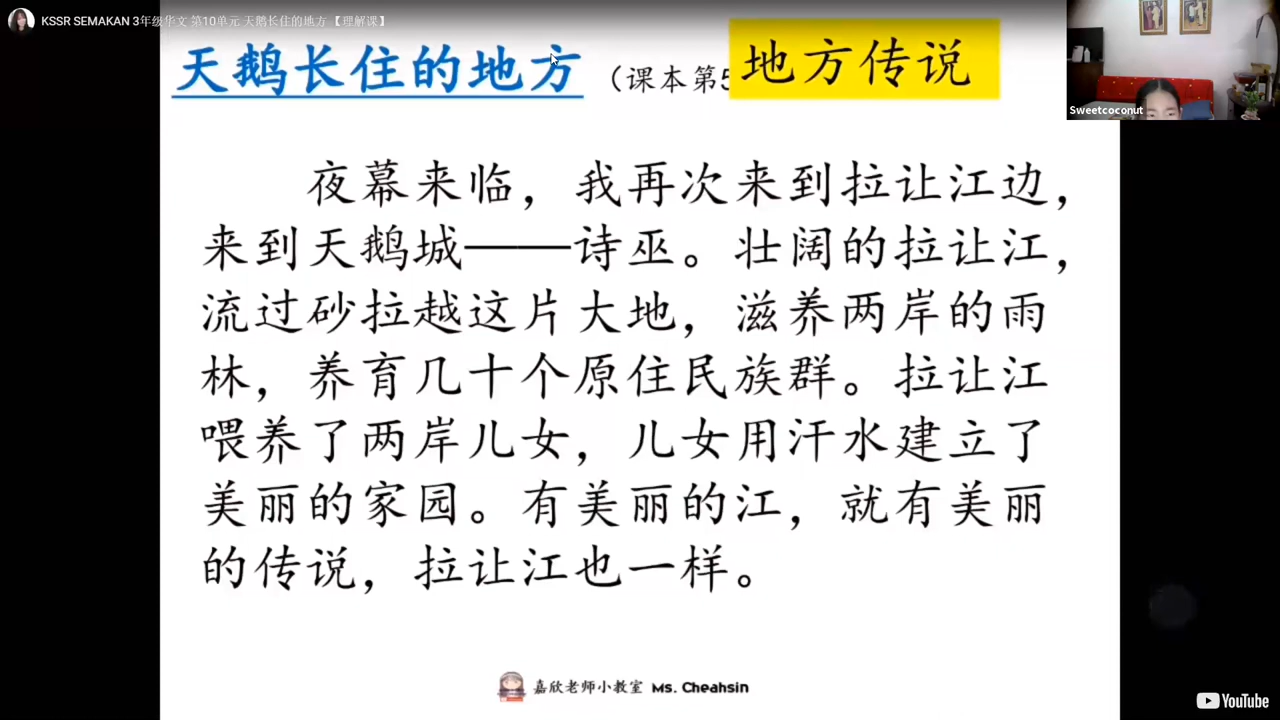 KSSR SEMAKAN 3年级华文 第10单元 天鹅长住的地方 【理解课】
天鹅长住的地方
（课本第5
地方传说
Sweetcoconut
夜幕来临，我再次来到拉让江边，
来到天鹅城——诗巫。壮阔的拉让江，
流过砂拉越这片大地，滋养两岸的雨
林，养育几十个原住民族群。拉让江
喂养了两岸儿女，儿女用汗水建立了
美丽的家园。有美丽的江，就有美丽
的传说，拉让江也一样。
嘉欣老师小教室 Ms. Cheahsin
YouTube